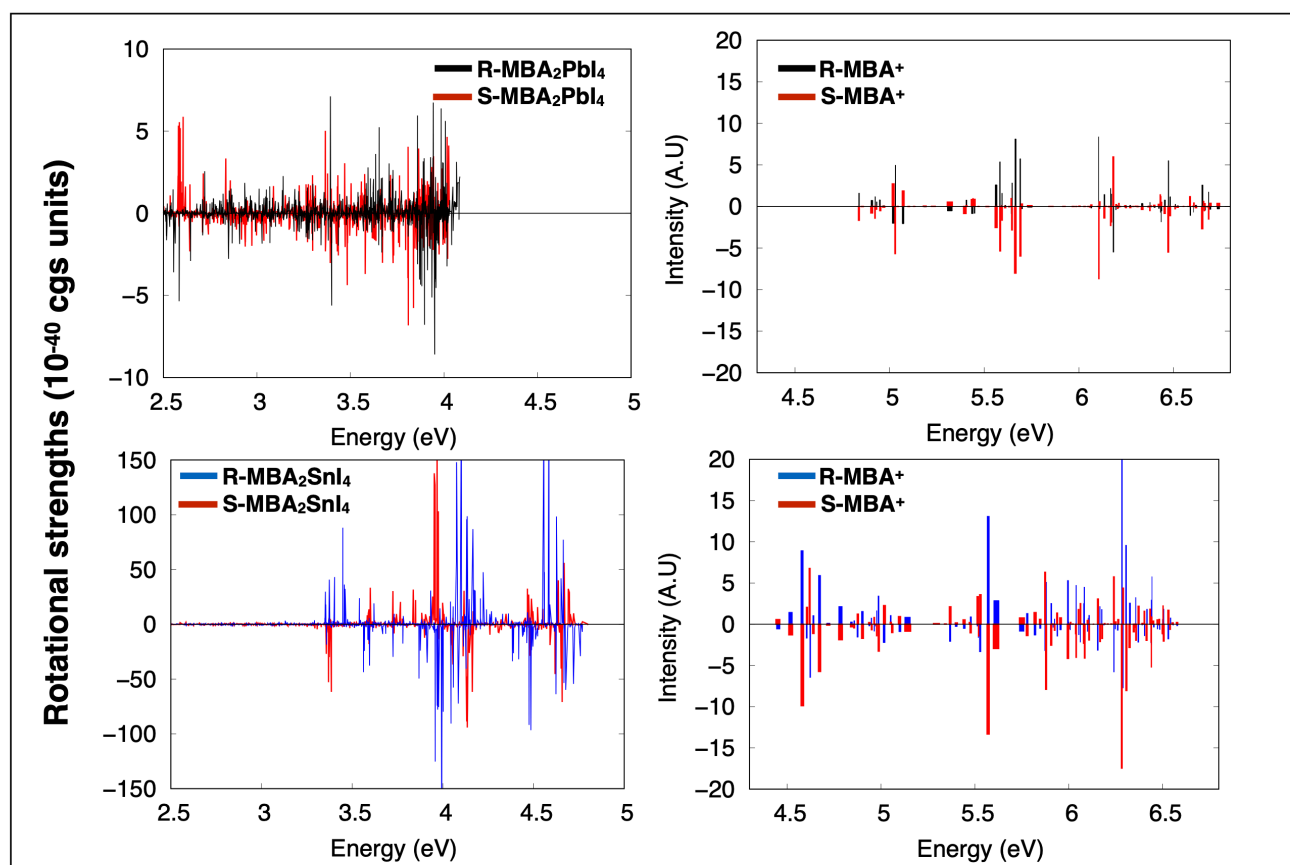 Rotational strengths (10⁻⁴⁰ cgs units)
R-MBA₂PbI₄
S-MBA₂PbI₄
10
5
0
−5
−10
2.5 3 3.5 4 4.5 5
Energy (eV)
R-MBA⁺
S-MBA⁺
Intensity (A.U)
20
15
10
5
0
−5
−10
−15
−20
4.5 5 5.5 6 6.5
Energy (eV)
R-MBA₂SnI₄
S-MBA₂SnI₄
150
100
50
0
−50
−100
−150
2.5 3 3.5 4 4.5 5
Energy (eV)
R-MBA⁺
S-MBA⁺
Intensity (A.U)
20
15
10
5
0
−5
−10
−15
−20
4.5 5 5.5 6 6.5
Energy (eV)